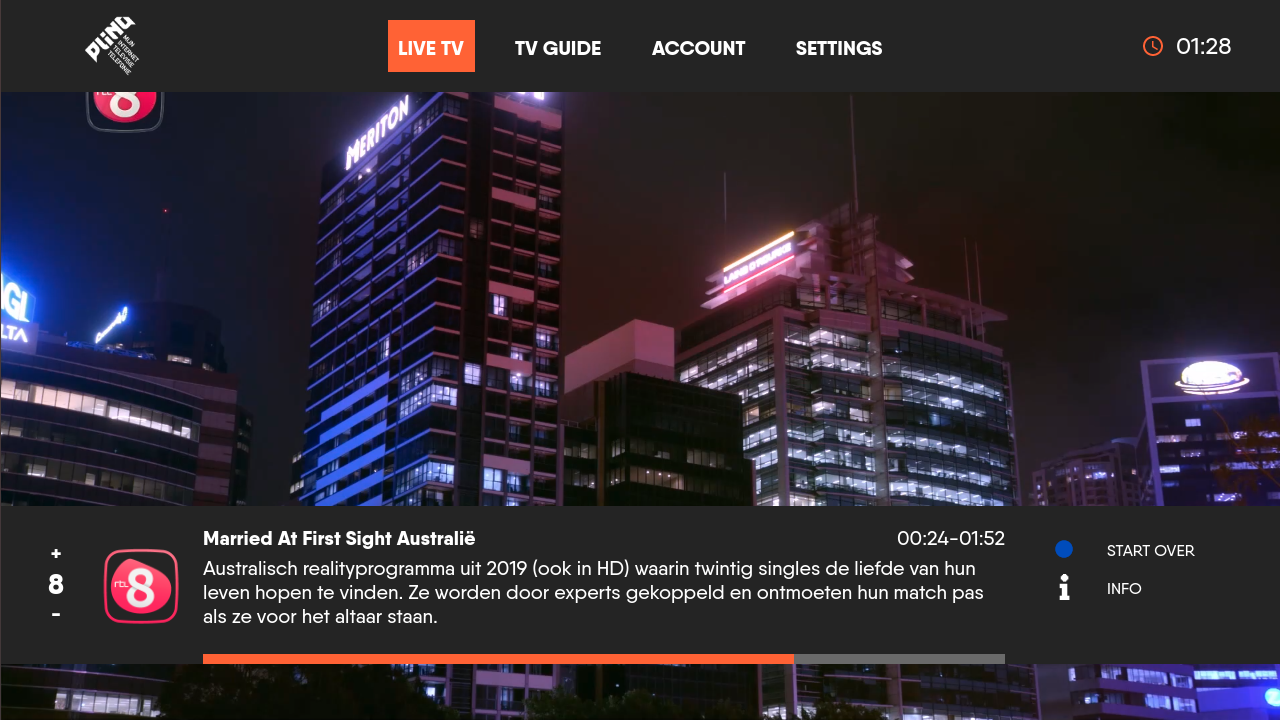 PLINQ
MIJN
INTERNET
TELEVISIE
TELEFONIE
LIVE TV
TV GUIDE
ACCOUNT
SETTINGS
01:28
8
MERITON
+
8
-
rtl 8
Married At First Sight Australië
00:24-01:52
Australisch realityprogramma uit 2019 (ook in HD) waarin twintig singles de liefde van hun
leven hopen te vinden. Ze worden door experts gekoppeld en ontmoeten hun match pas
als ze voor het altaar staan.
START OVER
INFO